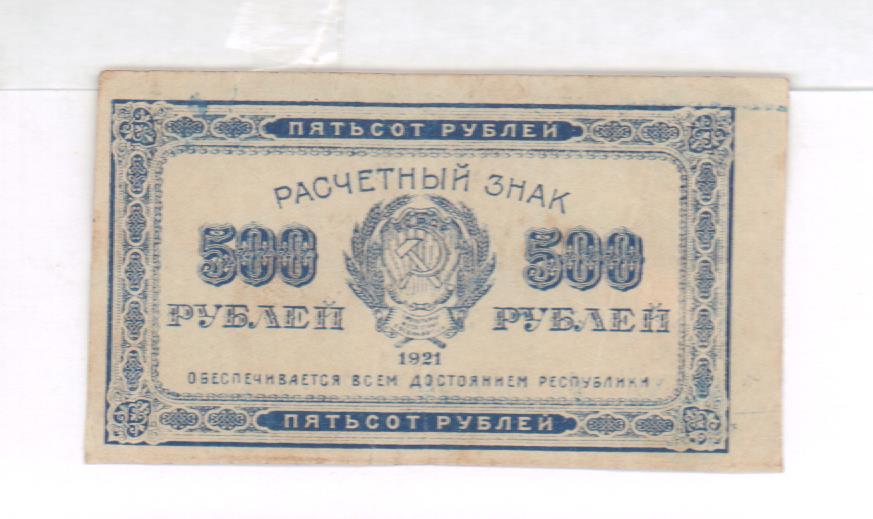 ПЯТЬСОТ РУБЛЕЙ
РАСЧЕТНЫЙ ЗНАК
500 500
РУБЛЕЙ РУБЛЕЙ
1921
ОБЕСПЕЧИВАЕТСЯ ВСЕМ ДОСТОЯНИЕМ РЕСПУБЛИКИ
ПЯТЬСОТ РУБЛЕЙ